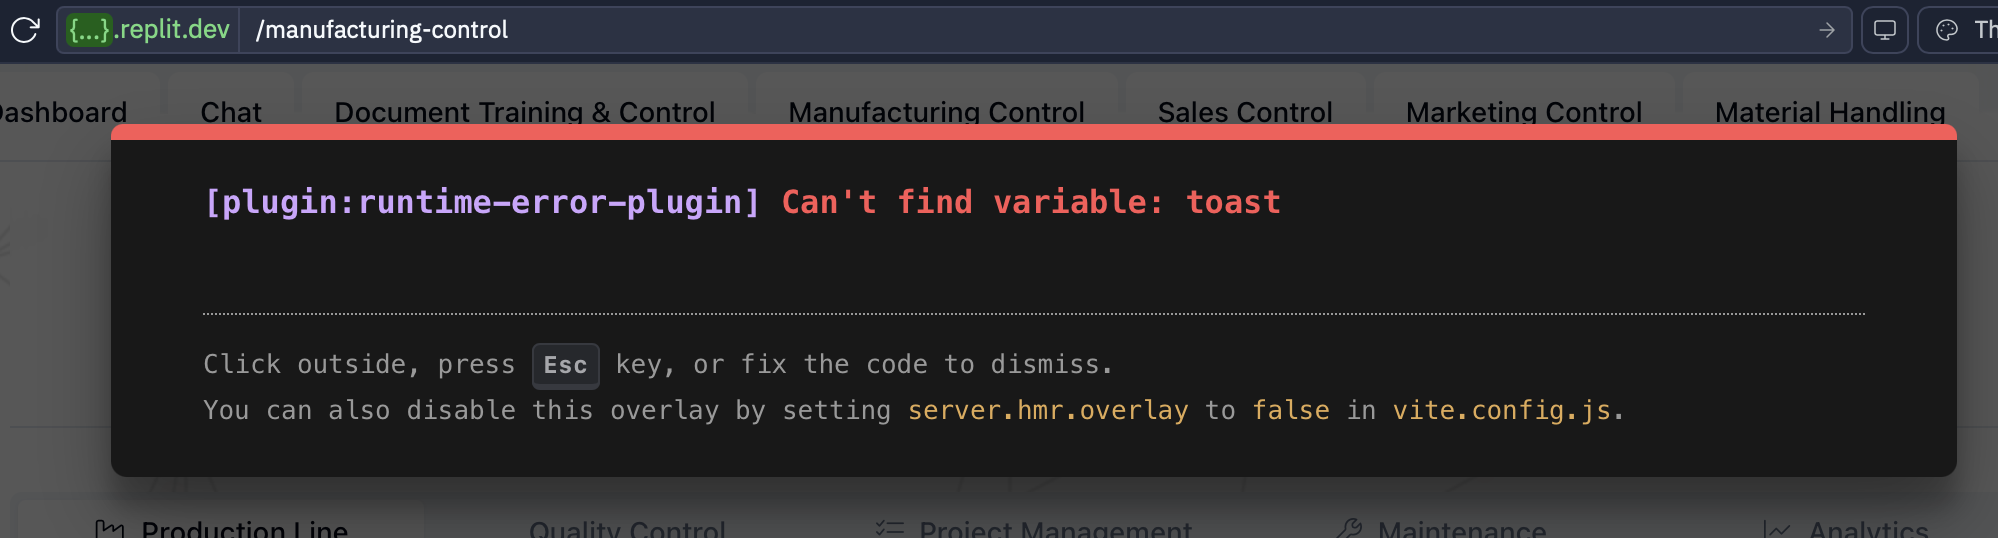 {...}.replit.dev /manufacturing-control
Dashboard Chat Document Training & Control Manufacturing Control Sales Control Marketing Control Material Handling
[plugin:runtime-error-plugin] Can't find variable: toast
Click outside, press Esc key, or fix the code to dismiss.
You can also disable this overlay by setting server.hmr.overlay to false in vite.config.js.
Production Line Quality Control Project Management Maintenance Analytics